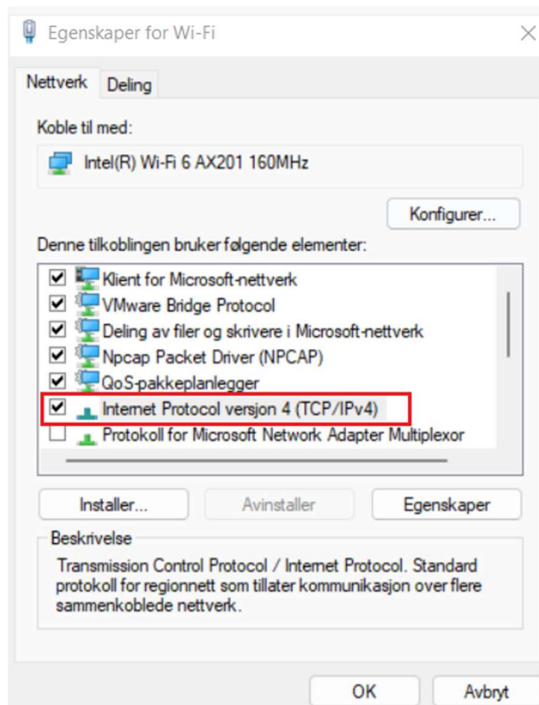 Egenskaper for Wi-Fi
Nettverk Deling
Koble til med:
Intel(R) Wi-Fi 6 AX201 160MHz
Konfigurer...
Denne tilkoblingen bruker følgende elementer:
Klient for Microsoft-nettverk
VMware Bridge Protocol
Deling av filer og skrivere i Microsoft-nettverk
Npcap Packet Driver (NPCAP)
QoS-pakkeplanlegger
Internet Protocol versjon 4 (TCP/IPv4)
Protokoll for Microsoft Network Adapter Multiplexor
Installer... Avinstaller Egenskaper
Beskrivelse
Transmission Control Protocol / Internet Protocol. Standard
protokoll for regionnett som tillater kommunikasjon over flere
sammenkoblede nettverk.
OK Avbryt